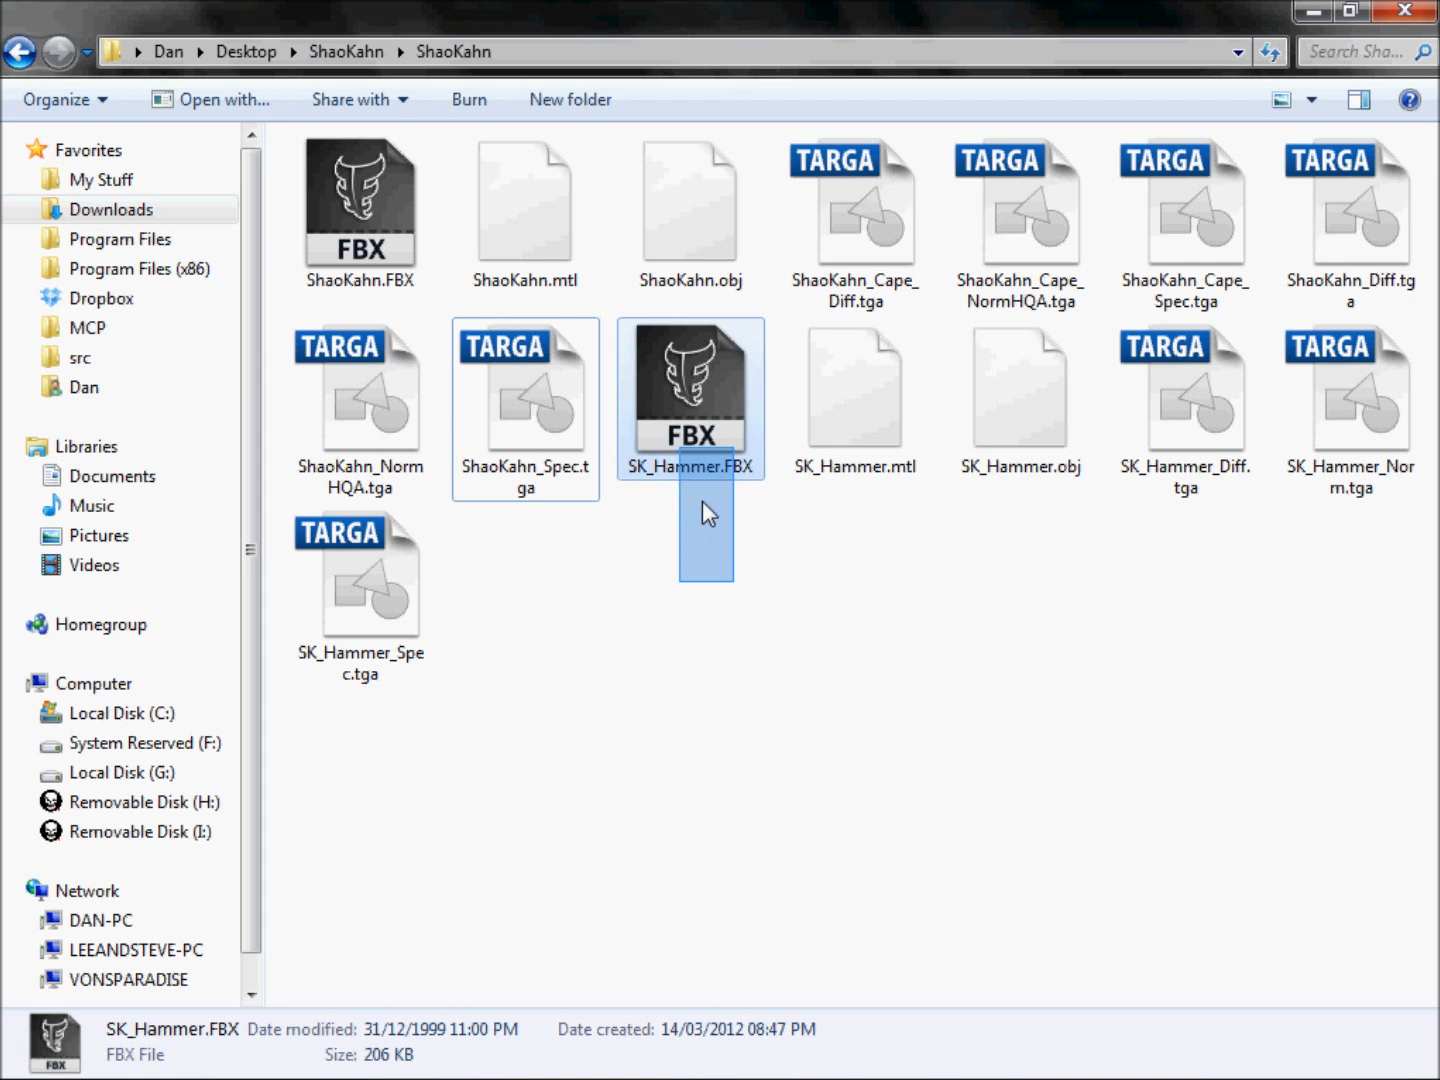 Dan Desktop ShaoKahn ShaoKahn
Search Sha...
Organize Open with... Share with Burn New folder
Favorites
My Stuff
Downloads
Program Files
Program Files (x86)
Dropbox
MCP
src
Dan
Libraries
Documents
Music
Pictures
Videos
Homegroup
Computer
Local Disk (C:)
System Reserved (F:)
Local Disk (G:)
Removable Disk (H:)
Removable Disk (I:)
Network
DAN-PC
LEEANDSTEVE-PC
VONSPARADISE
FBX
ShaoKahn.FBX
ShaoKahn.mtl
ShaoKahn.obj
TARGA
ShaoKahn_Cape_
Diff.tga
TARGA
ShaoKahn_Cape_
NormHQA.tga
TARGA
ShaoKahn_Cape_
Spec.tga
TARGA
ShaoKahn_Diff.tg
a
TARGA
ShaoKahn_Norm
HQA.tga
TARGA
ShaoKahn_Spec.t
ga
FBX
SK_Hammer.FBX
SK_Hammer.mtl
SK_Hammer.obj
TARGA
SK_Hammer_Diff.
tga
TARGA
SK_Hammer_Nor
m.tga
TARGA
SK_Hammer_Spe
c.tga
FBX
SK_Hammer.FBX Date modified: 31/12/1999 11:00 PM Date created: 14/03/2012 08:47 PM
FBX File Size: 206 KB